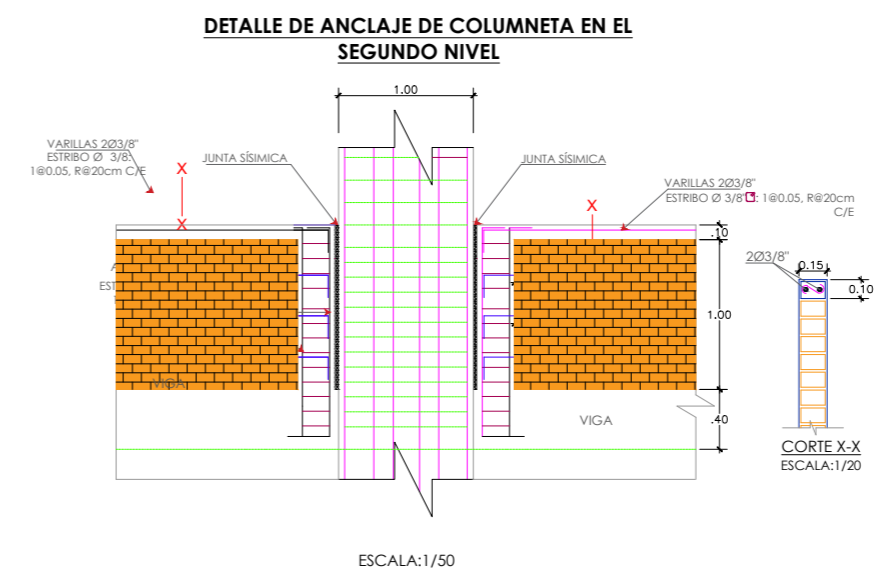 DETALLE DE ANCLAJE DE COLUMNETA EN EL
SEGUNDO NIVEL
1.00
VARILLAS 2Ø3/8"
ESTRIBO Ø 3/8:
1@0.05, R@20cm C/E
X
X
JUNTA SÍSIMICA
JUNTA SÍSIMICA
X
VARILLAS 2Ø3/8"
ESTRIBO Ø 3/8": 1@0.05, R@20cm
C/E
.10
1.00
.40
EST
VIGA
VIGA
2Ø3/8"
0.15
0.10
CORTE X-X
ESCALA:1/20
ESCALA:1/50